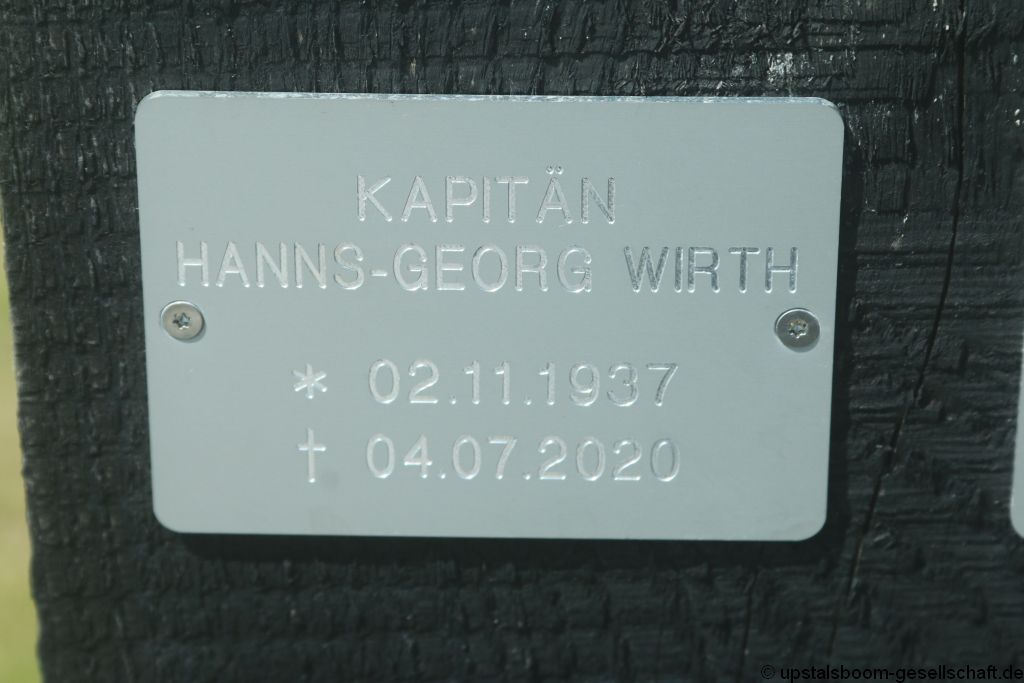 KAPITÄN
HANNS-GEORG WIRTH
* 02.11.1937
† 04.07.2020
© upstalsboom-gesellschaft.de